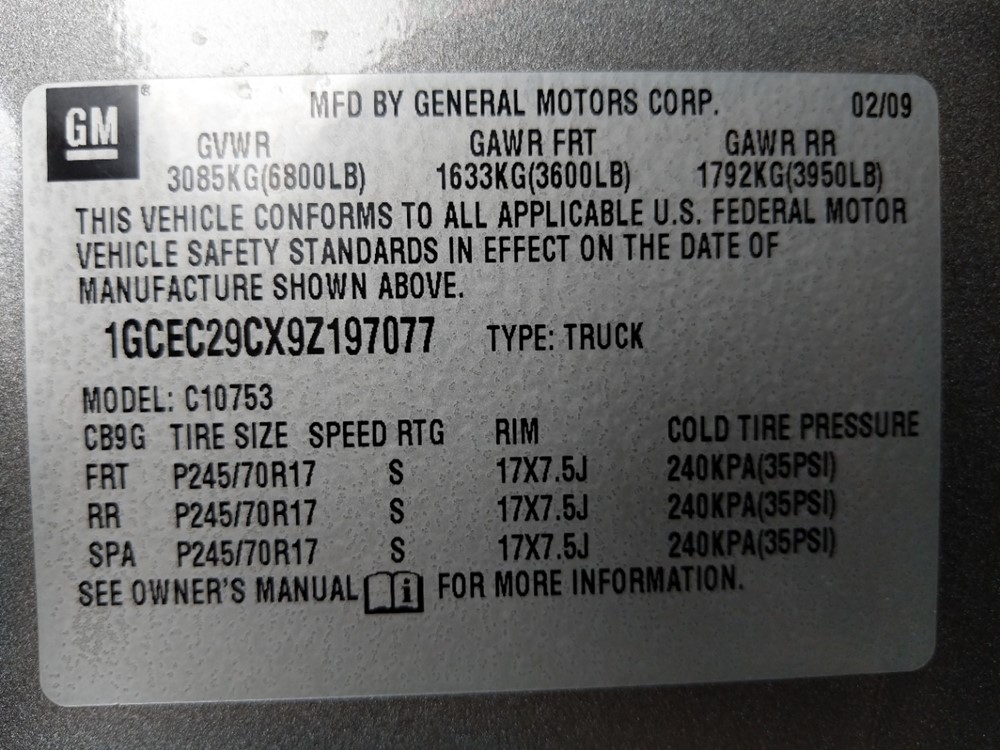 GM ® MFD BY GENERAL MOTORS CORP. 02/09
GVWR GAWR FRT GAWR RR
3085KG(6800LB) 1633KG(3600LB) 1792KG(3950LB)
THIS VEHICLE CONFORMS TO ALL APPLICABLE U.S. FEDERAL MOTOR
VEHICLE SAFETY STANDARDS IN EFFECT ON THE DATE OF
MANUFACTURE SHOWN ABOVE.
1GCEC29CX9Z197077 TYPE: TRUCK
MODEL: C10753
CB9G TIRE SIZE SPEED RTG RIM COLD TIRE PRESSURE
FRT P245/70R17 S 17X7.5J 240KPA(35PSI)
RR P245/70R17 S 17X7.5J 240KPA(35PSI)
SPA P245/70R17 S 17X7.5J 240KPA(35PSI)
SEE OWNER'S MANUAL i FOR MORE INFORMATION.